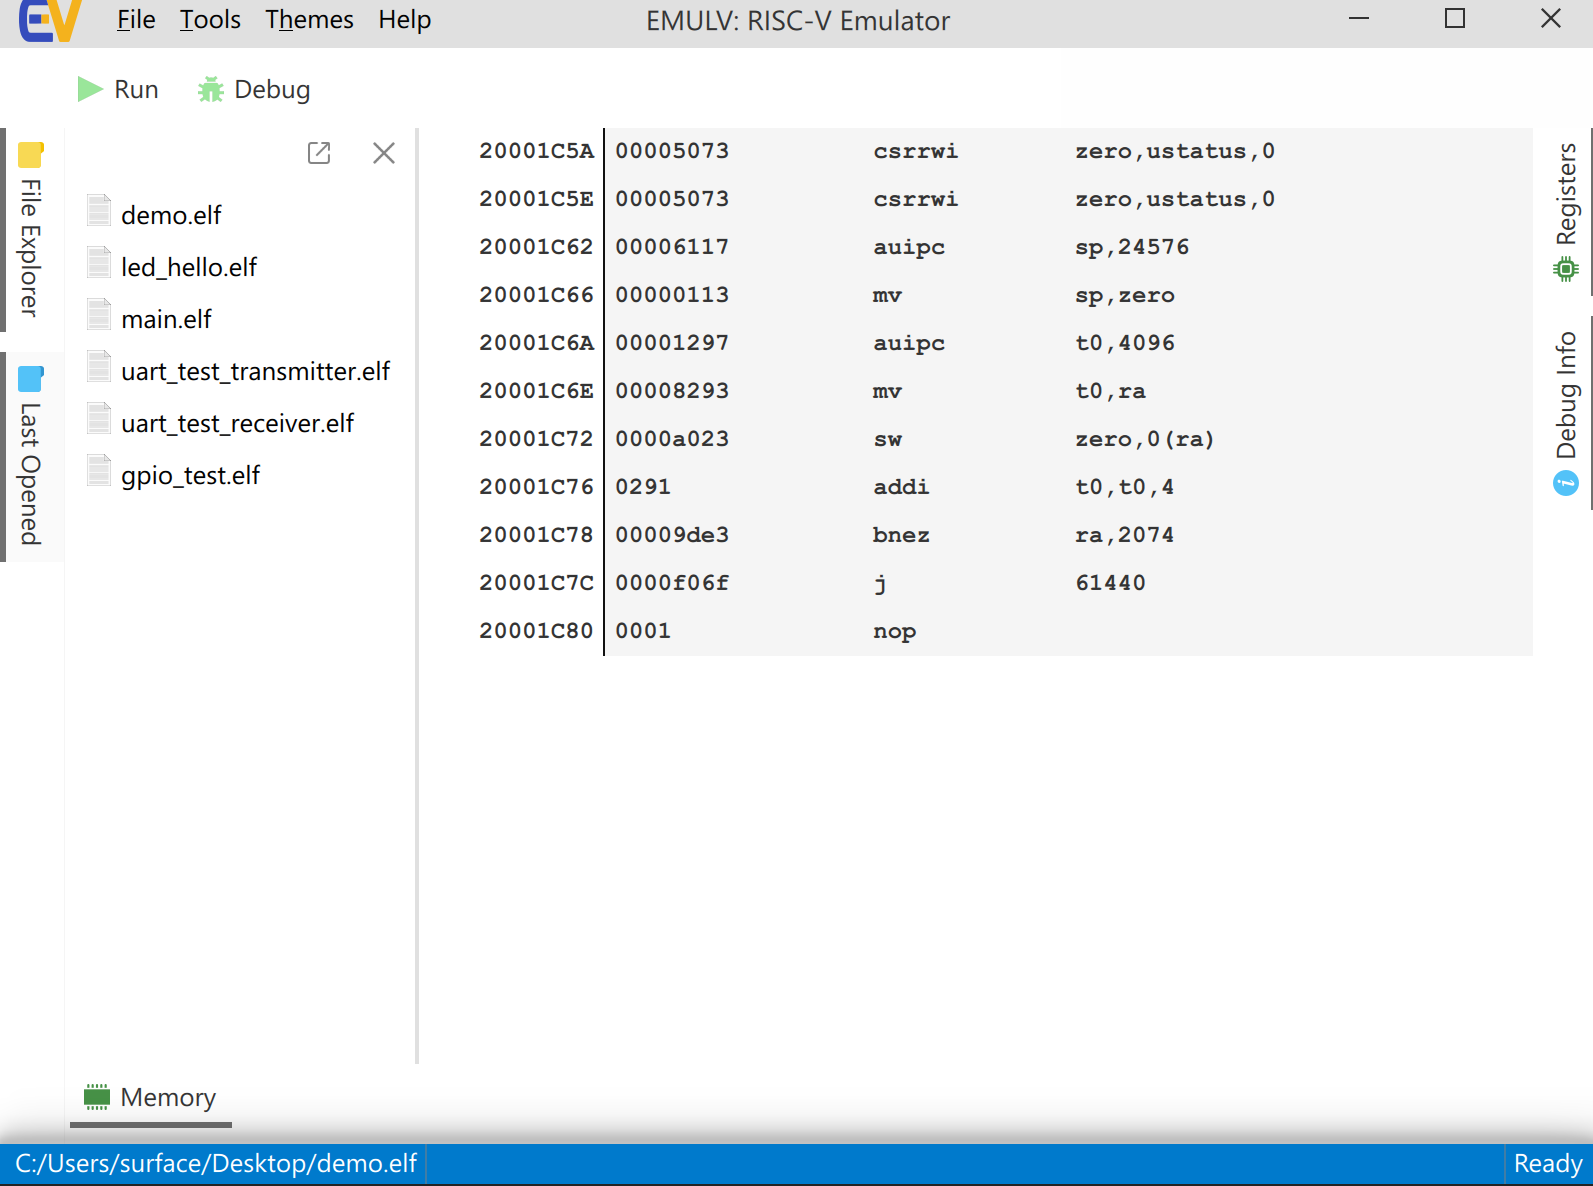 EV File Tools Themes Help EMULV: RISC-V Emulator
Run Debug
File Explorer
Last Opened
demo.elf
led_hello.elf
main.elf
uart_test_transmitter.elf
uart_test_receiver.elf
gpio_test.elf
20001C5A 00005073 csrrwi zero,ustatus,0
20001C5E 00005073 csrrwi zero,ustatus,0
20001C62 00006117 auipc sp,24576
20001C66 00000113 mv sp,zero
20001C6A 00001297 auipc t0,4096
20001C6E 00008293 mv t0,ra
20001C72 0000a023 sw zero,0(ra)
20001C76 0291 addi t0,t0,4
20001C78 00009de3 bnez ra,2074
20001C7C 0000f06f j 61440
20001C80 0001 nop
Registers
Debug Info
Memory
C:/Users/surface/Desktop/demo.elf Ready